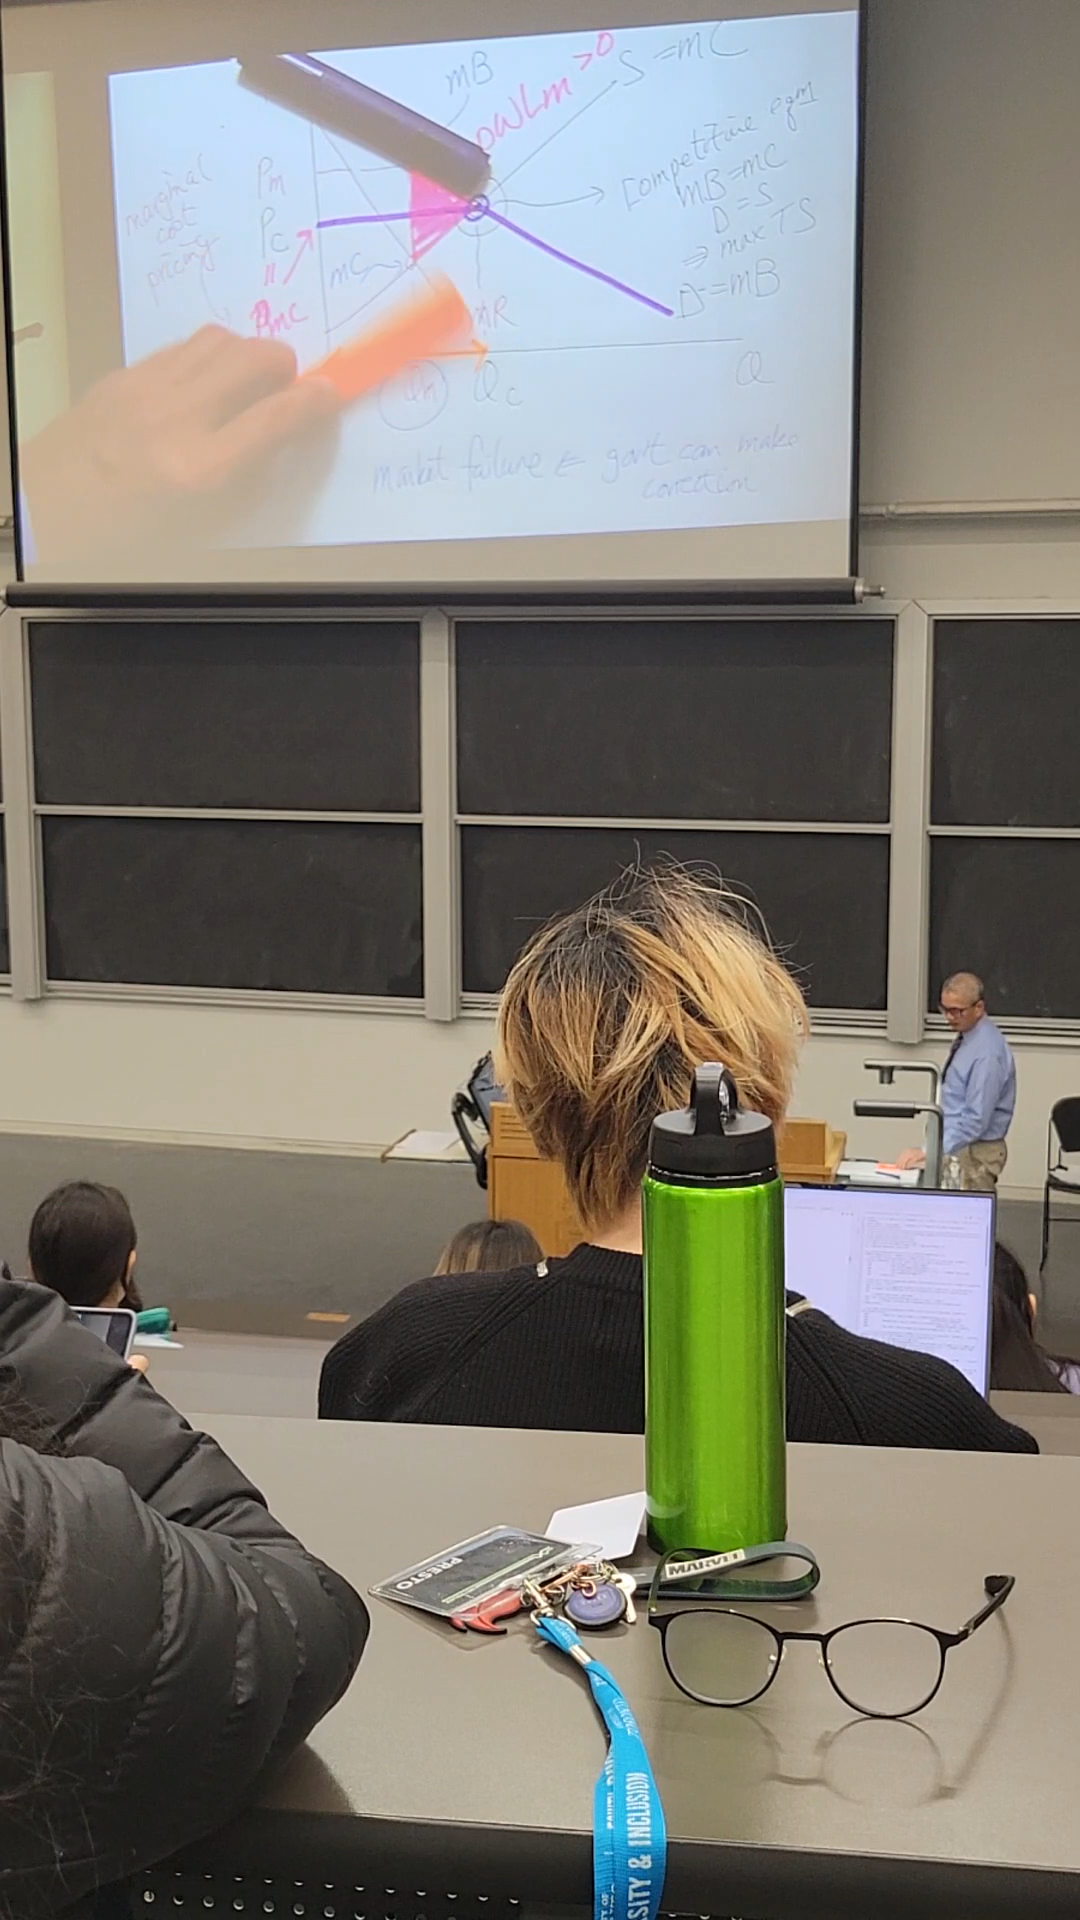 mB
DWLm >0
S=mC
Pm
Pc
"
Pmc
marginal
cost
pricing
mC
Competitive eqm
mB=mC
D=S
⇒ max TS
D=mB
mR
Qm
Qc
Q
market failure ← gov't can make
correction
PRESTO
MARVEL
SITY & INCLUSION